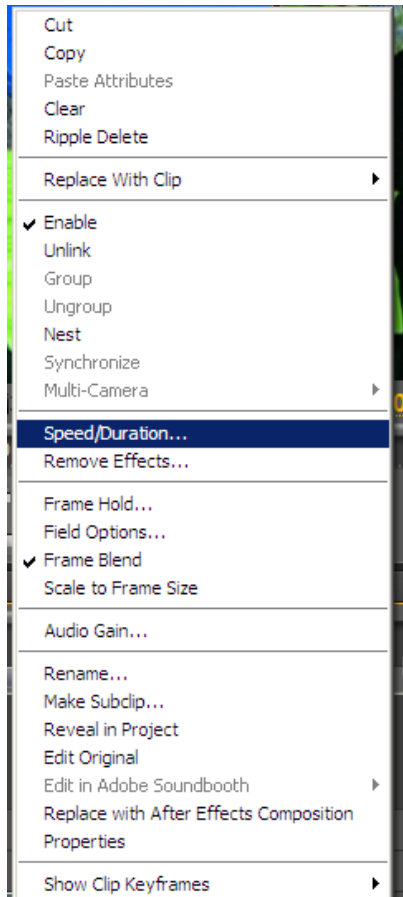 Cut
Copy
Paste Attributes
Clear
Ripple Delete
Replace With Clip
Enable
Unlink
Group
Ungroup
Nest
Synchronize
Multi-Camera
Speed/Duration...
Remove Effects...
Frame Hold...
Field Options...
Frame Blend
Scale to Frame Size
Audio Gain...
Rename...
Make Subclip...
Reveal in Project
Edit Original
Edit in Adobe Soundbooth
Replace with After Effects Composition
Properties
Show Clip Keyframes